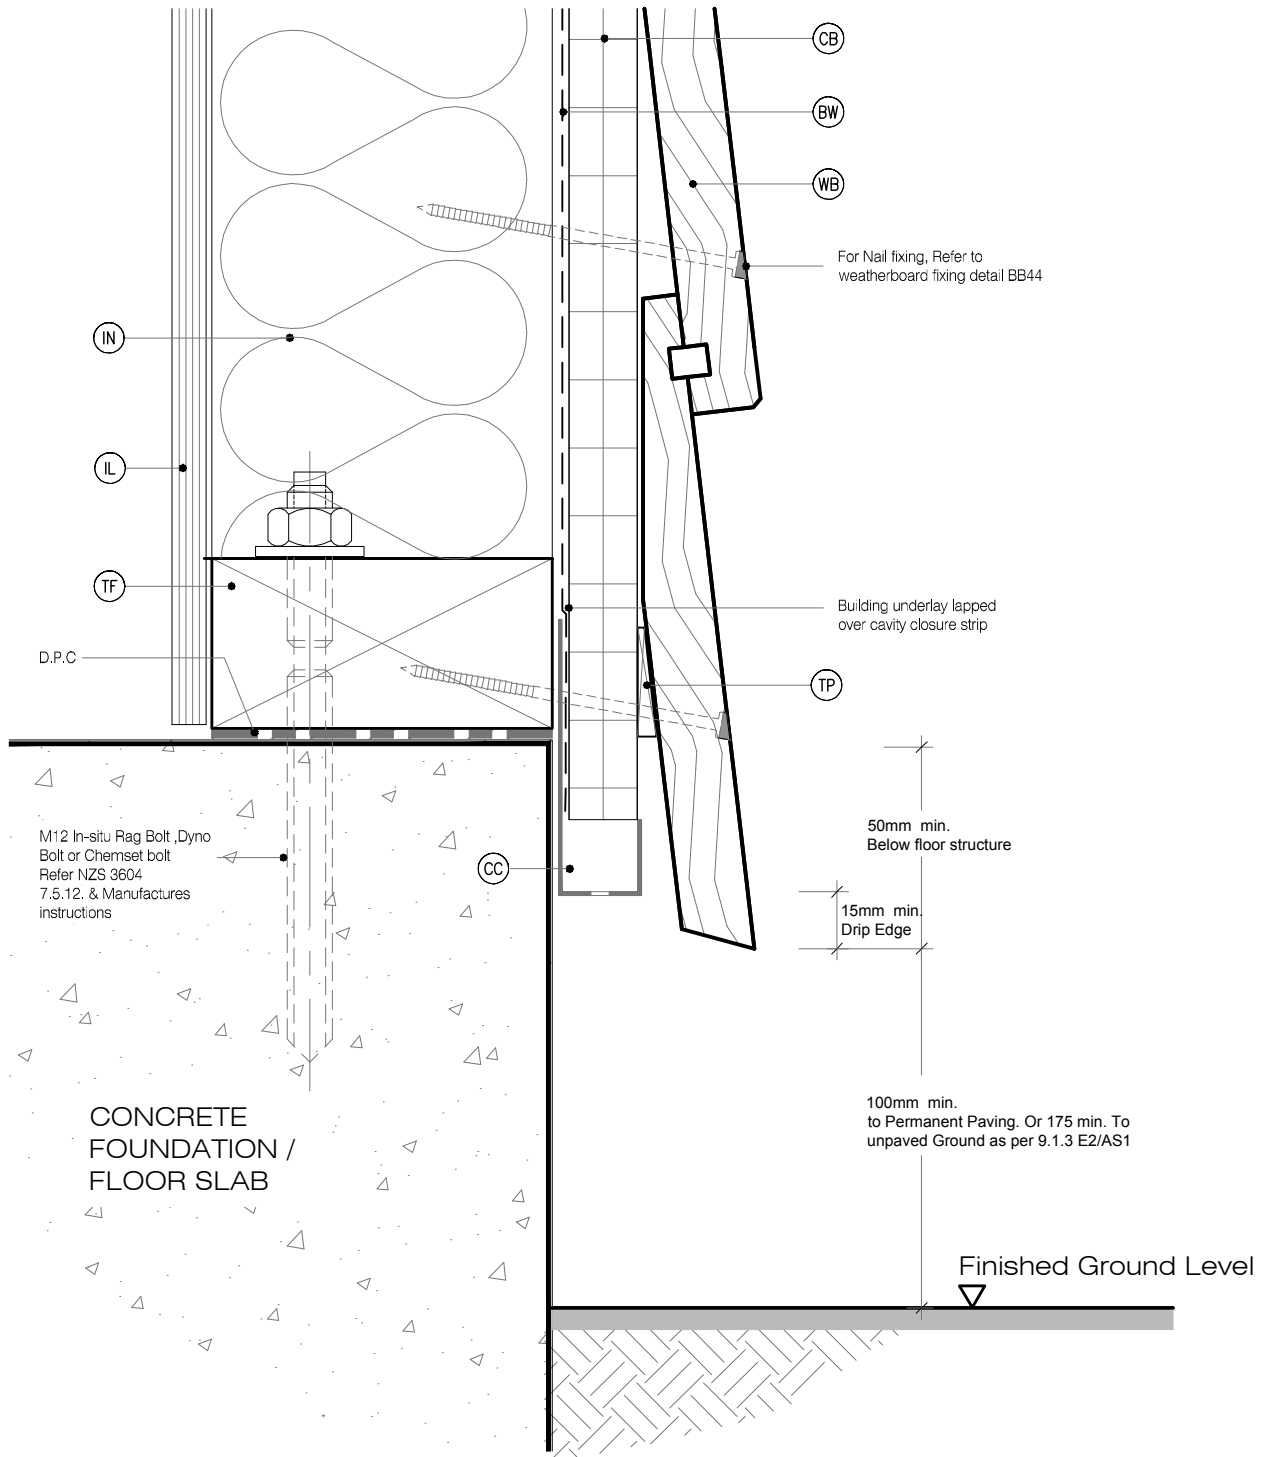 CB
BW
WB
For Nail fixing, Refer to
weatherboard fixing detail BB44
IN
IL
TF
Building underlay lapped
over cavity closure strip
D.P.C
TP
50mm min.
Below floor structure
M12 In-situ Rag Bolt ,Dyno
Bolt or Chemset bolt
Refer NZS 3604
7.5.12. & Manufactures
instructions
CC
15mm min.
Drip Edge
CONCRETE
FOUNDATION /
FLOOR SLAB
100mm min.
to Permanent Paving. Or 175 min. To
unpaved Ground as per 9.1.3 E2/AS1
Finished Ground Level